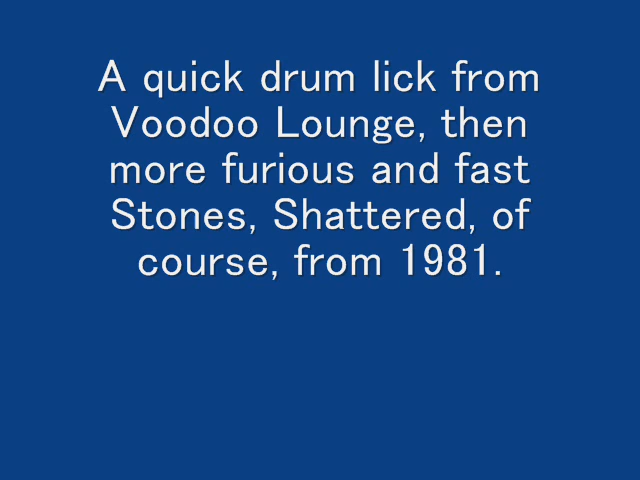 A quick drum lick from
Voodoo Lounge, then
more furious and fast
Stones, Shattered, of
course, from 1981.